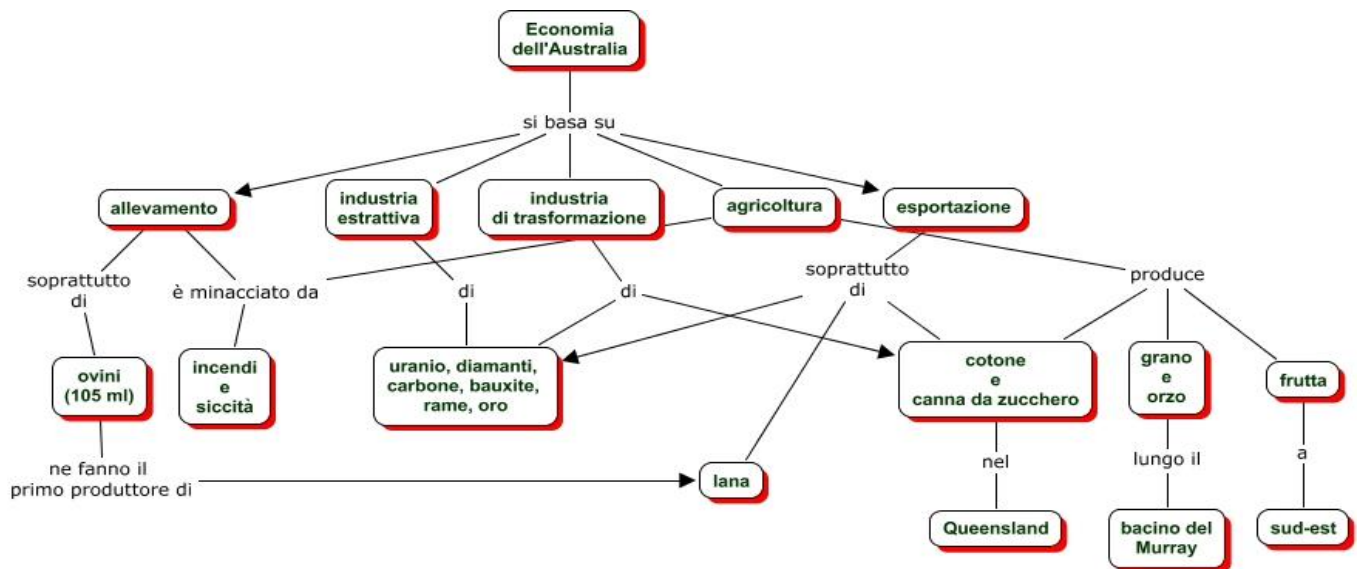 Economia
dell'Australia
si basa su
allevamento
industria
estrattiva
industria
di trasformazione
agricoltura
esportazione
soprattutto
di
è minacciato da
di
di
soprattutto
di
produce
ovini
(105 ml)
incendi
e
siccità
uranio, diamanti,
carbone, bauxite,
rame, oro
cotone
e
canna da zucchero
grano
e
orzo
frutta
ne fanno il
primo produttore di
lana
nel
lungo il
a
Queensland
bacino del
Murray
sud-est